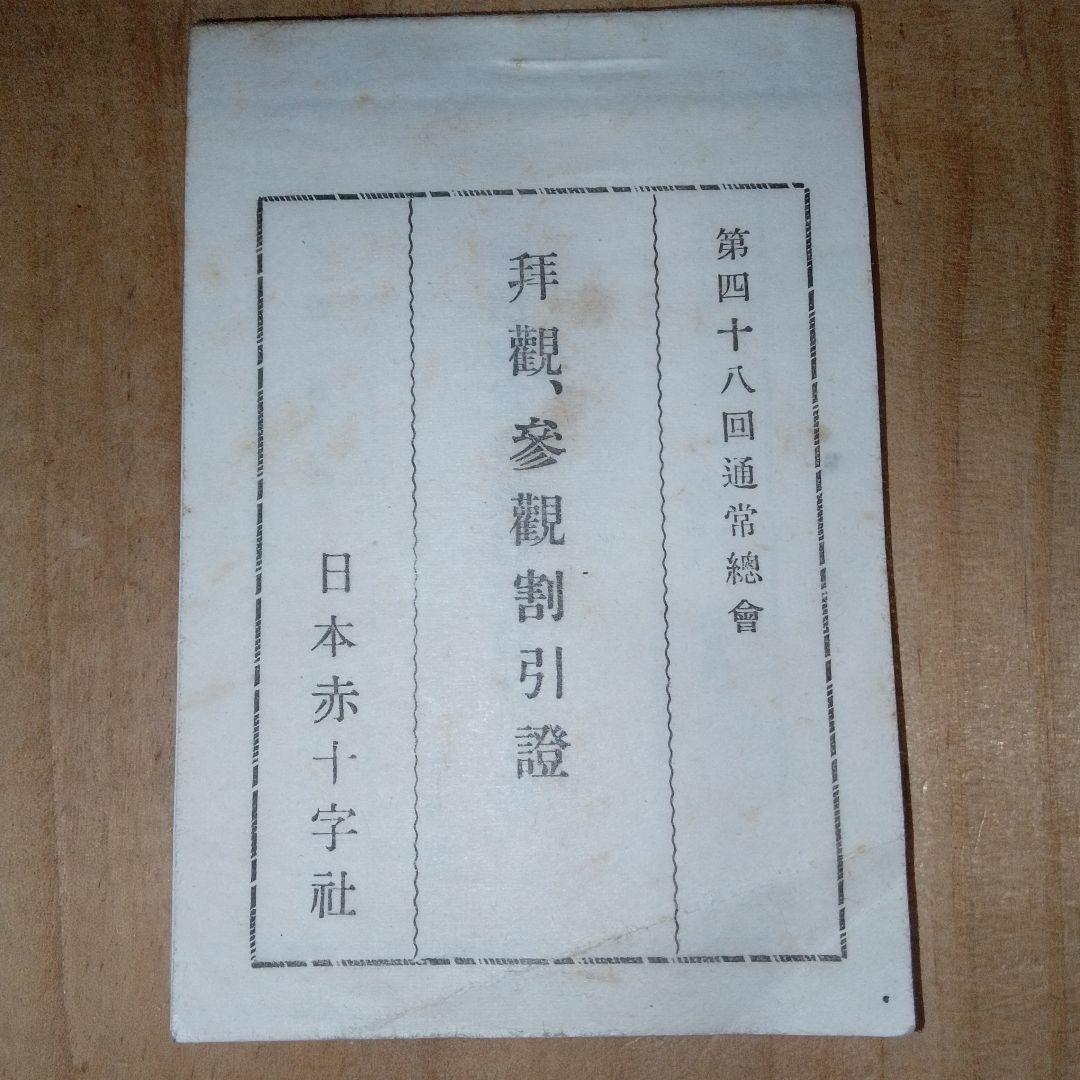 第四十八回通常總會
拜觀、參觀割引證
日本赤十字社